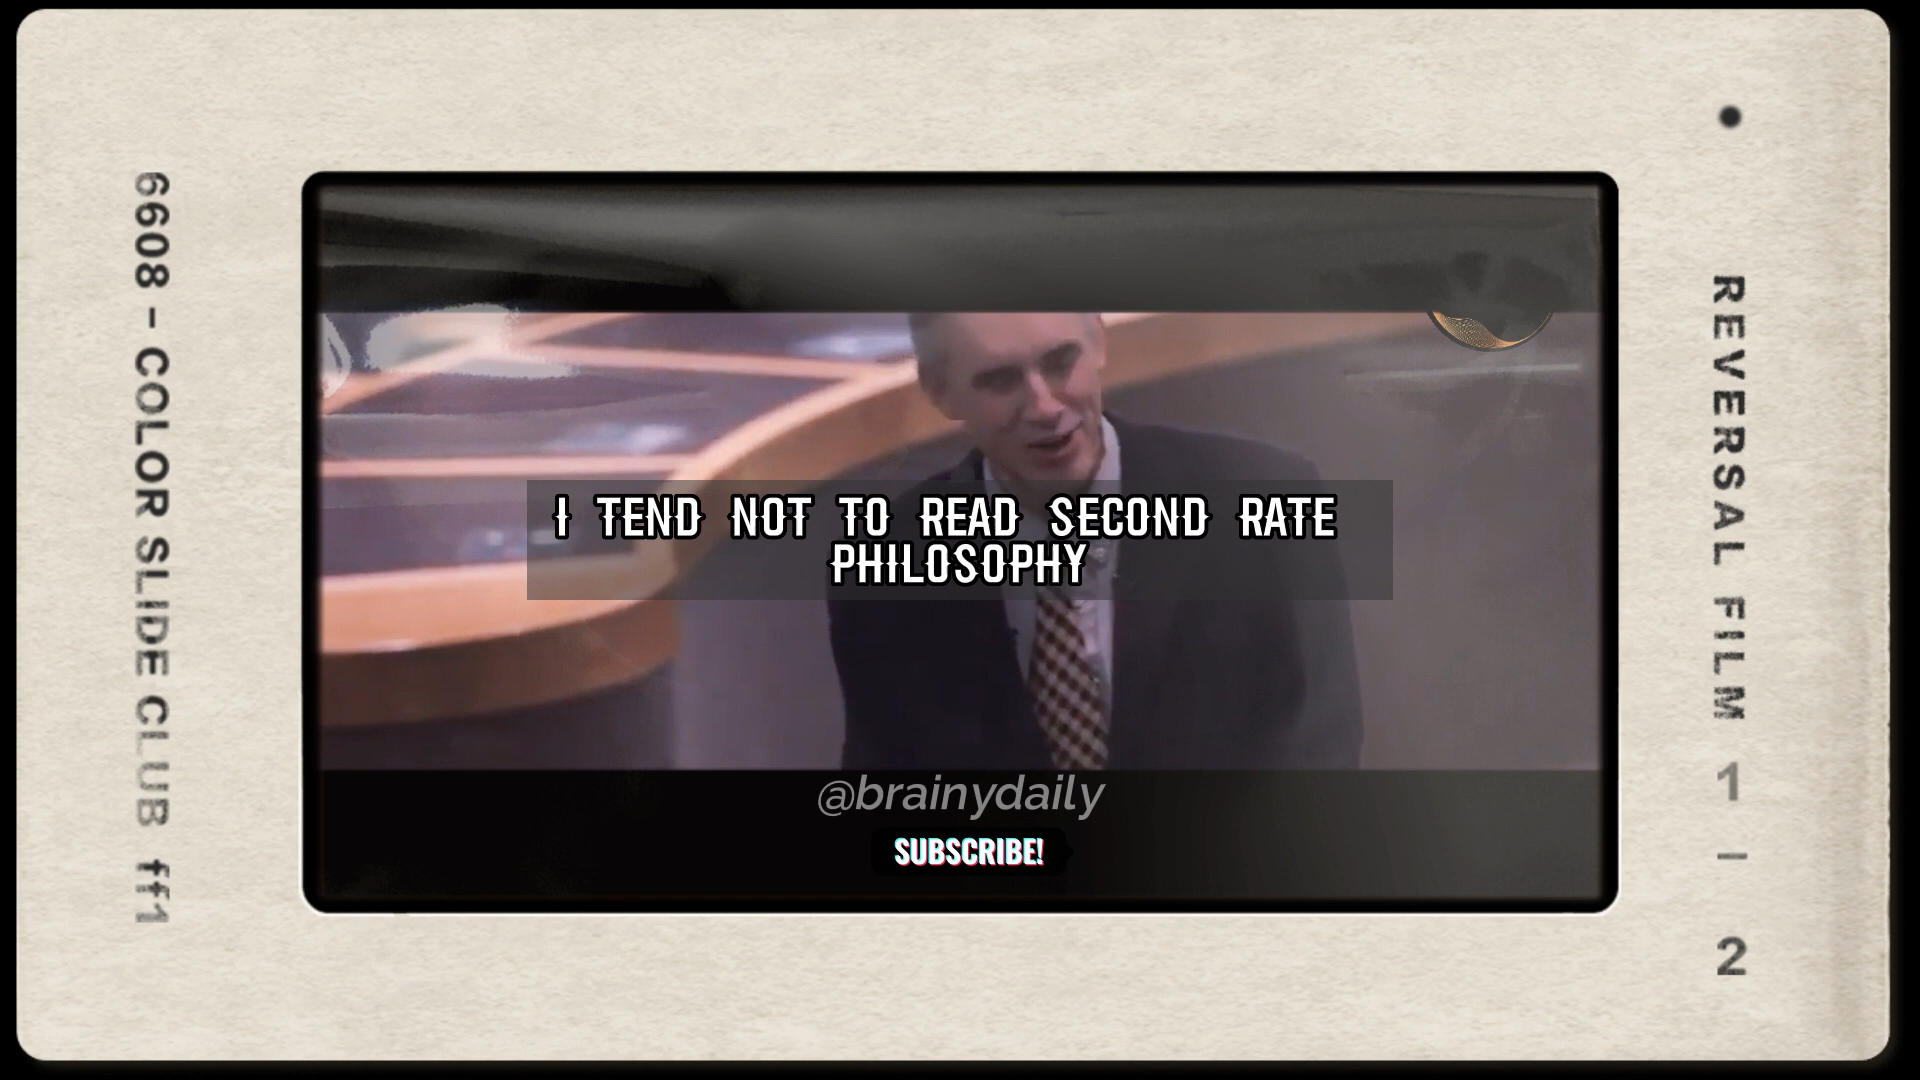 6608 - COLOR SLIDE CLUB ff1
I TEND NOT TO READ SECOND RATE
PHILOSOPHY
@brainydaily
SUBSCRIBE!
REVERSAL FILM 1 - 2